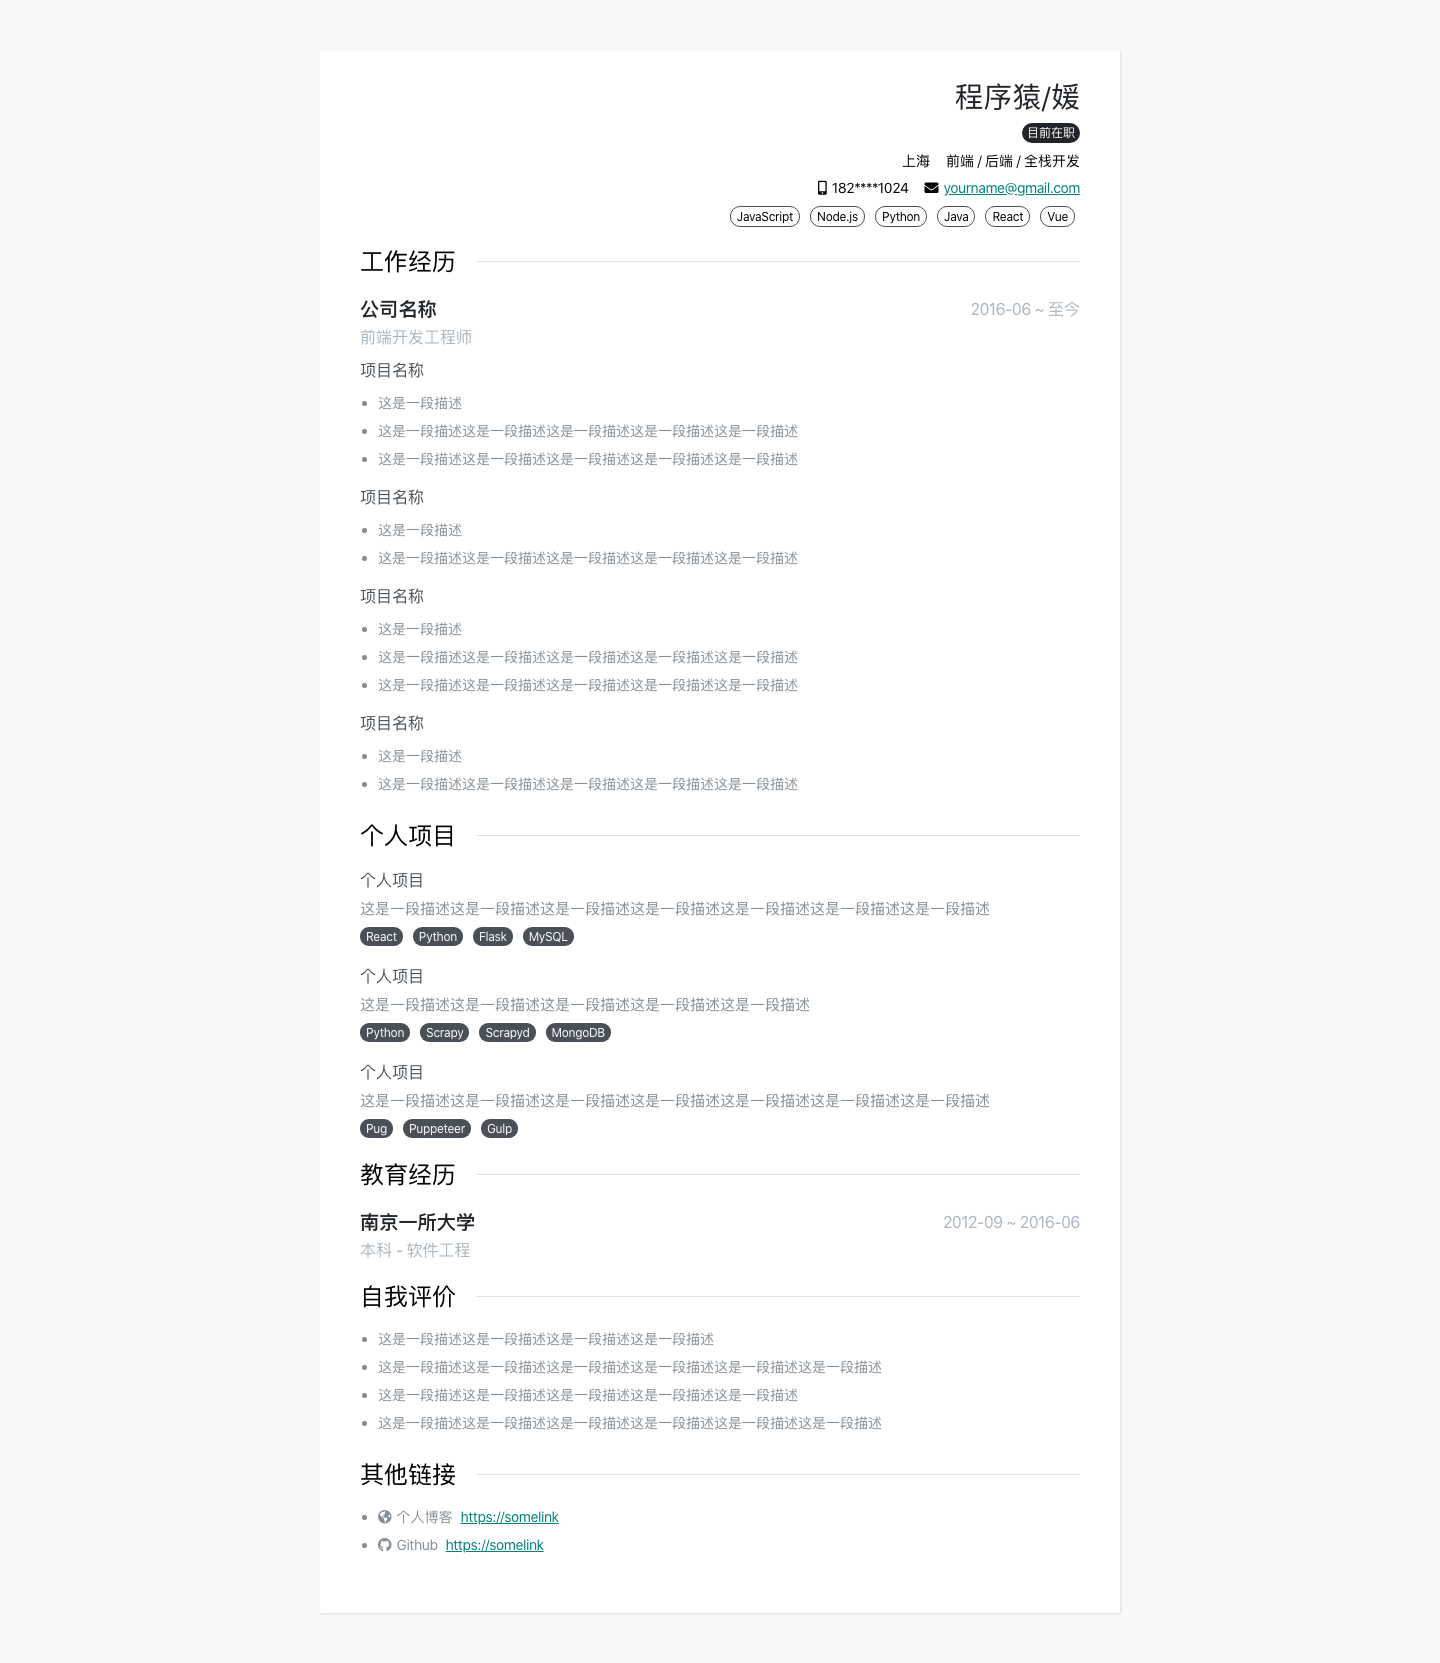 程序猿/媛
目前在职
上海 前端 / 后端 / 全栈开发
182****1024 yourname@gmail.com
JavaScript Node.js Python Java React Vue
工作经历
公司名称 2016-06 ~ 至今
前端开发工程师
项目名称
• 这是一段描述
• 这是一段描述这是一段描述这是一段描述这是一段描述这是一段描述
• 这是一段描述这是一段描述这是一段描述这是一段描述这是一段描述
项目名称
• 这是一段描述
• 这是一段描述这是一段描述这是一段描述这是一段描述这是一段描述
项目名称
• 这是一段描述
• 这是一段描述这是一段描述这是一段描述这是一段描述这是一段描述
• 这是一段描述这是一段描述这是一段描述这是一段描述这是一段描述
项目名称
• 这是一段描述
• 这是一段描述这是一段描述这是一段描述这是一段描述这是一段描述
个人项目
个人项目
这是一段描述这是一段描述这是一段描述这是一段描述这是一段描述这是一段描述这是一段描述
React Python Flask MySQL
个人项目
这是一段描述这是一段描述这是一段描述这是一段描述这是一段描述
Python Scrapy Scrapyd MongoDB
个人项目
这是一段描述这是一段描述这是一段描述这是一段描述这是一段描述这是一段描述这是一段描述
Pug Puppeteer Gulp
教育经历
南京一所大学 2012-09 ~ 2016-06
本科 - 软件工程
自我评价
• 这是一段描述这是一段描述这是一段描述这是一段描述
• 这是一段描述这是一段描述这是一段描述这是一段描述这是一段描述这是一段描述
• 这是一段描述这是一段描述这是一段描述这是一段描述这是一段描述
• 这是一段描述这是一段描述这是一段描述这是一段描述这是一段描述这是一段描述
其他链接
• 个人博客 https://somelink
• Github https://somelink